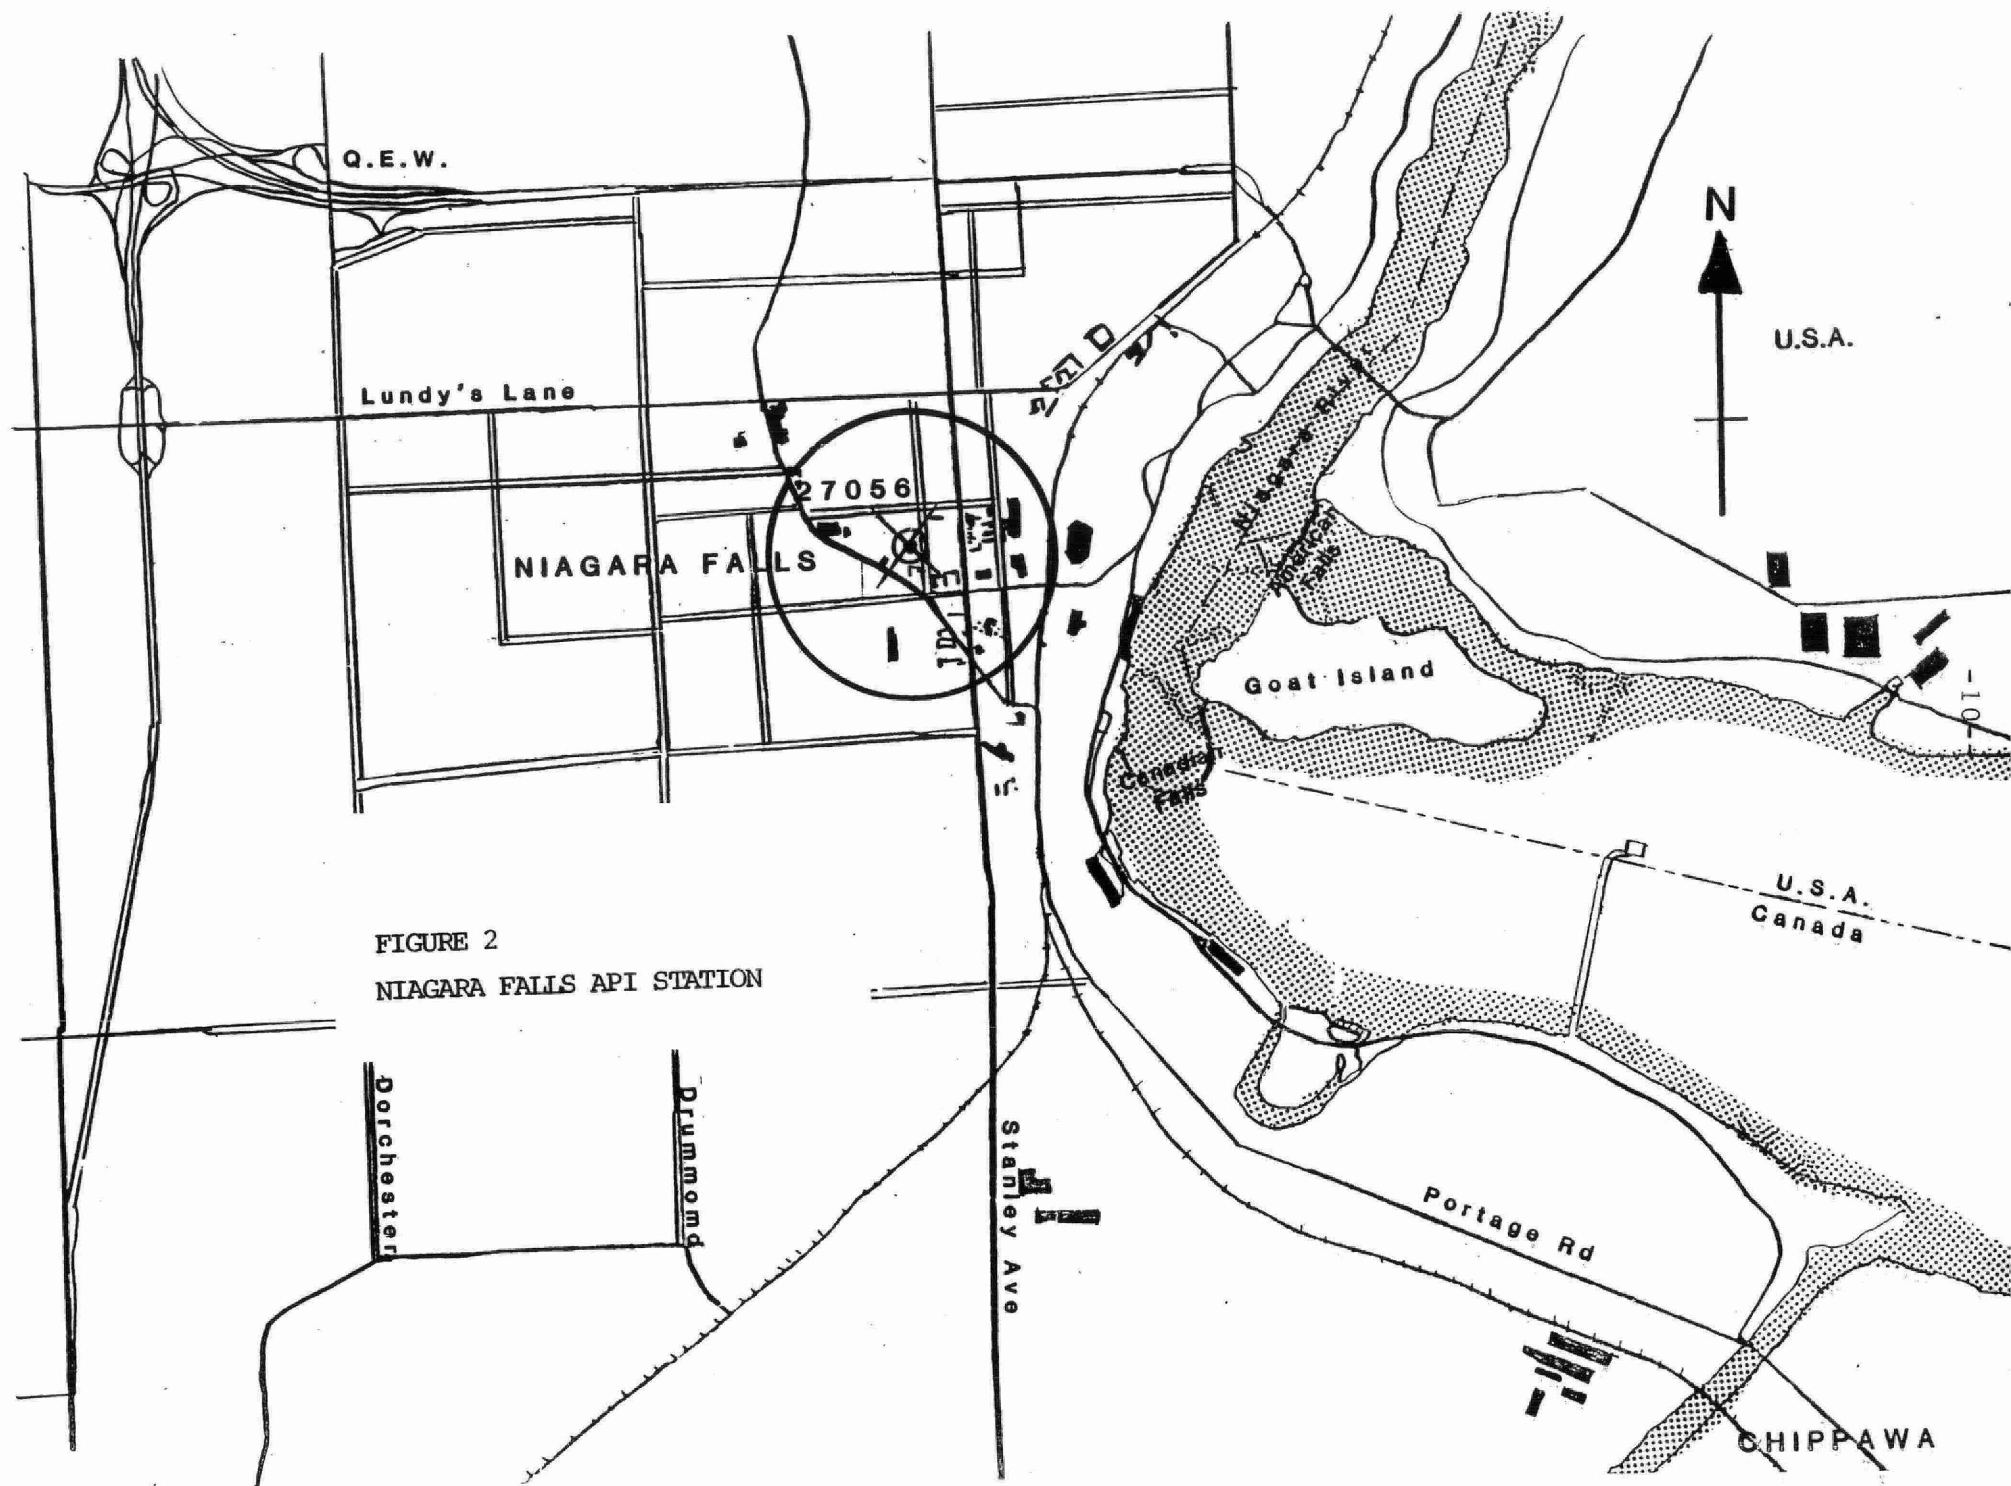 Q.E.W.
N
U.S.A.
Lundy's Lane
Niagara River
27056
American
Falls
NIAGARA FALLS
Goat Island
-10-
Canadian
Falls
U.S.A.
Canada
FIGURE 2
NIAGARA FALLS API STATION
Dorchester
Drummomd
Stanley Ave
Portage Rd
CHIPPAWA